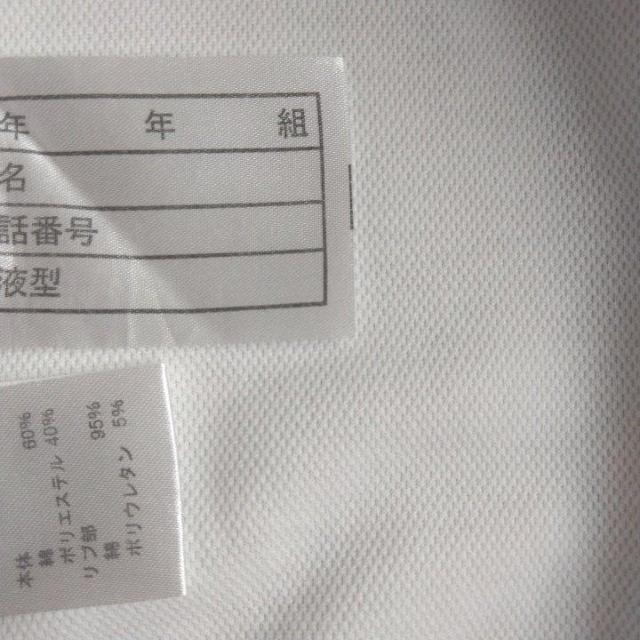 年 年 組
名
話番号
液型
本体
綿 60%
ポリエステル 40%
リブ部
綿 95%
ポリウレタン 5%